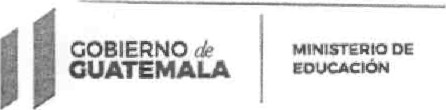 GOBIERNO de
GUATEMALA
MINISTERIO DE
EDUCACIÓN